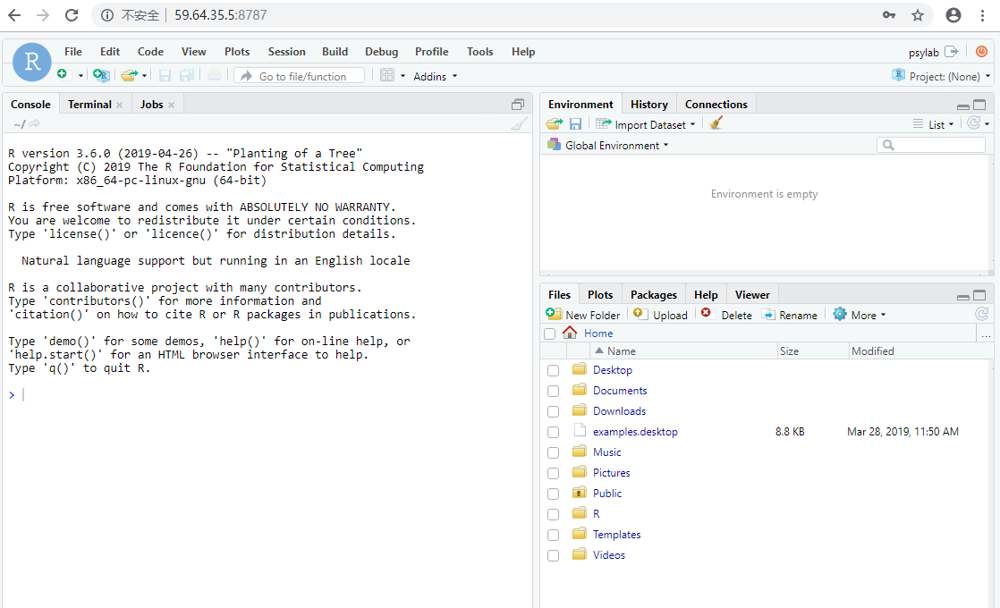 不安全 59.64.35.5:8787
R File Edit Code View Plots Session Build Debug Profile Tools Help psylab
R Go to file/function Addins R Project: (None)
Console Terminal × Jobs ×
~/
R version 3.6.0 (2019-04-26) -- "Planting of a Tree"
Copyright (C) 2019 The R Foundation for Statistical Computing
Platform: x86_64-pc-linux-gnu (64-bit)
R is free software and comes with ABSOLUTELY NO WARRANTY.
You are welcome to redistribute it under certain conditions.
Type 'license()' or 'licence()' for distribution details.
Natural language support but running in an English locale
R is a collaborative project with many contributors.
Type 'contributors()' for more information and
'citation()' on how to cite R or R packages in publications.
Type 'demo()' for some demos, 'help()' for on-line help, or
'help.start()' for an HTML browser interface to help.
Type 'q()' to quit R.
>
Environment History Connections
Import Dataset List
Global Environment
Environment is empty
Files Plots Packages Help Viewer
New Folder Upload Delete Rename More
Home ...
Name Size Modified
Desktop
Documents
Downloads
examples.desktop 8.8 KB Mar 28, 2019, 11:50 AM
Music
Pictures
Public
R
Templates
Videos